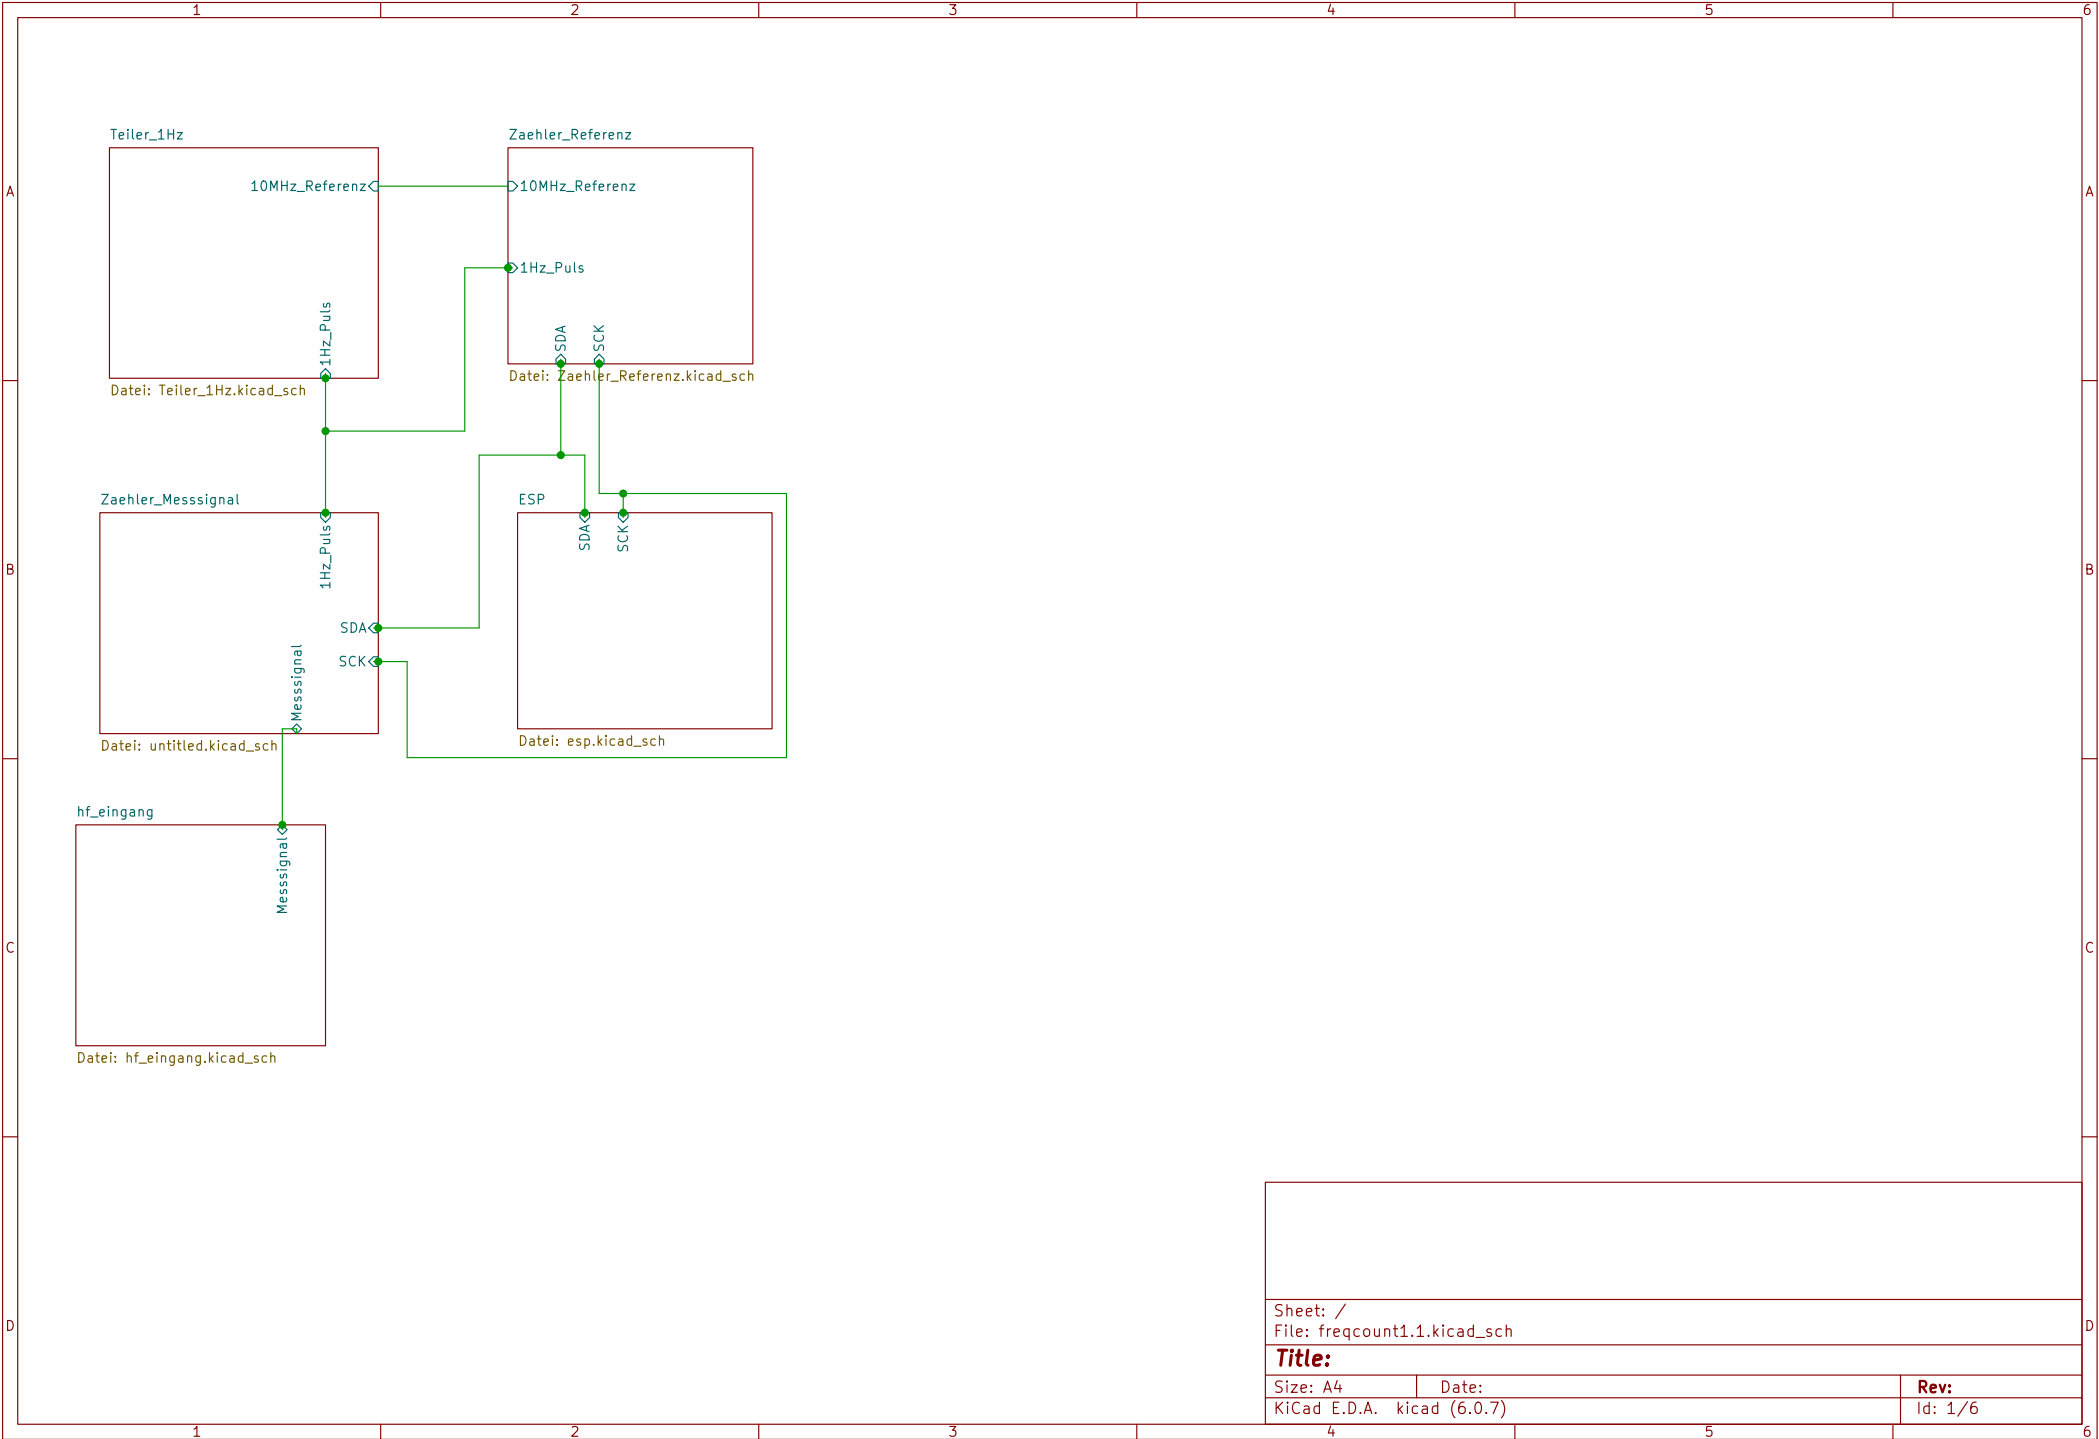 1 2 3 4 5 6
A
Teiler_1Hz
10MHz_Referenz
1Hz_Puls
Datei: Teiler_1Hz.kicad_sch
Zaehler_Referenz
10MHz_Referenz
1Hz_Puls
SDA
SCK
Datei: Zaehler_Referenz.kicad_sch
A
B
Zaehler_Messsignal
1Hz_Puls
SDA
SCK
Messsignal
Datei: untitled.kicad_sch
ESP
SDA
SCK
Datei: esp.kicad_sch
B
C
hf_eingang
Messsignal
Datei: hf_eingang.kicad_sch
C
D
Sheet: /
File: freqcount1.1.kicad_sch
Title:
Size: A4 Date: Rev:
KiCad E.D.A. kicad (6.0.7) Id: 1/6
D
1 2 3 4 5 6